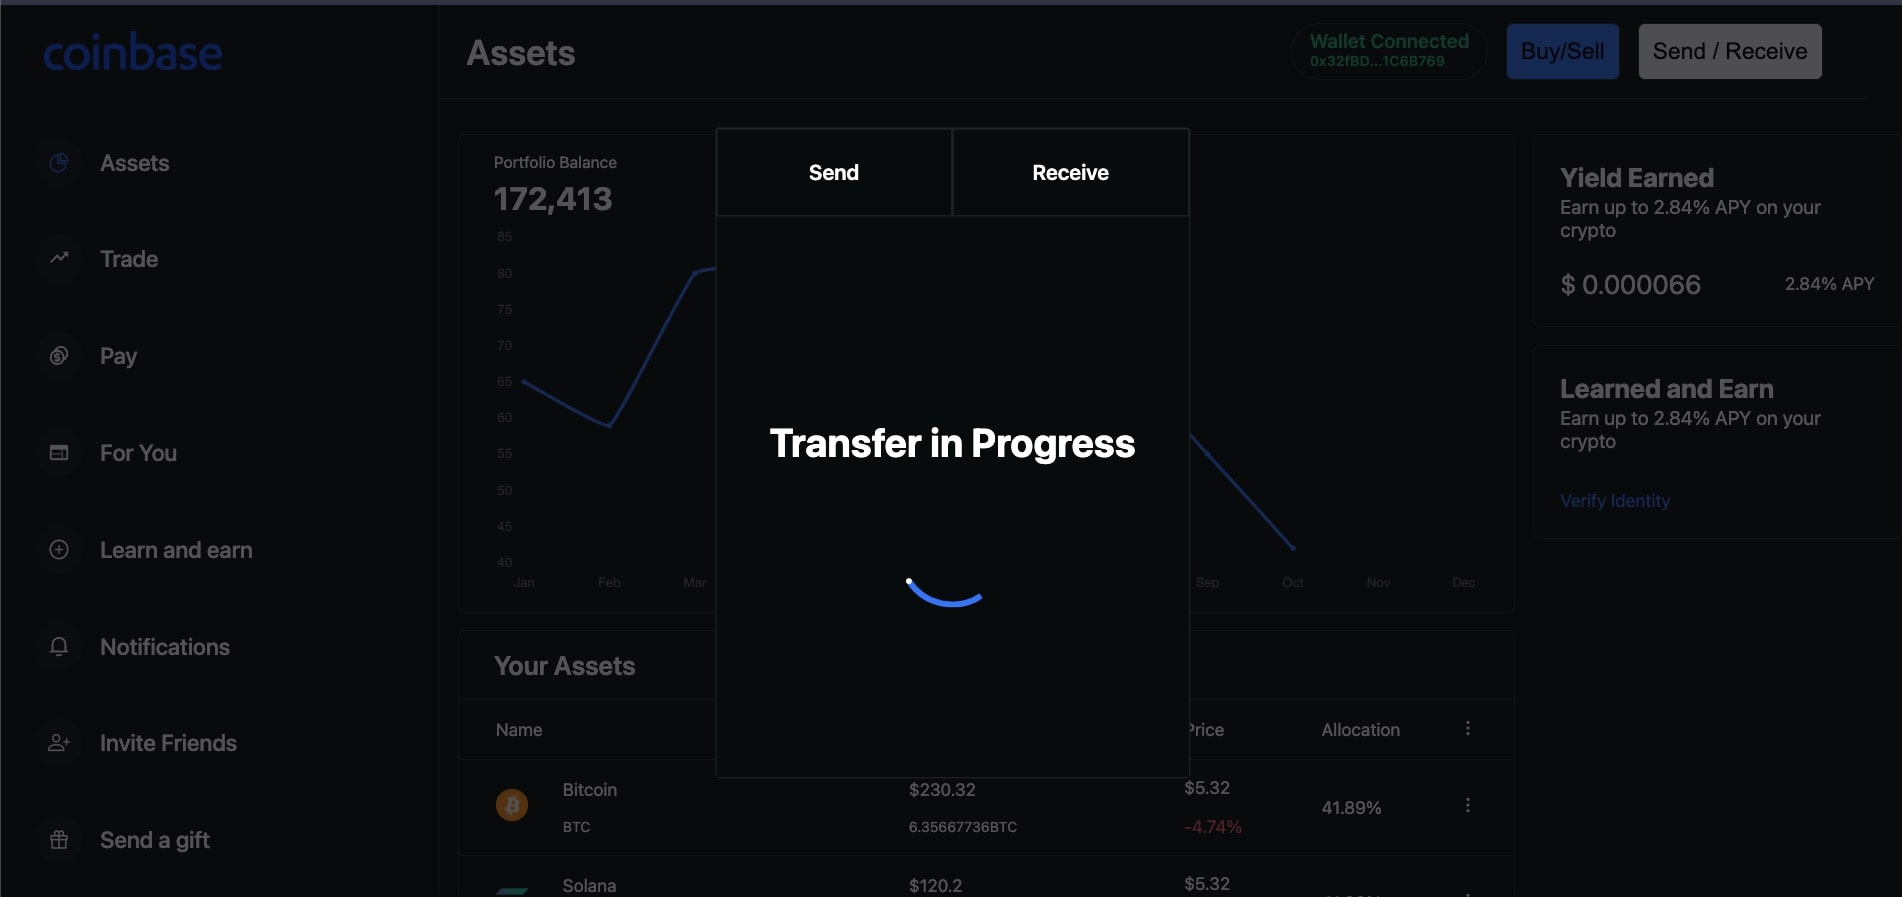 coinbase
Assets
Trade
Pay
For You
Learn and earn
Notifications
Invite Friends
Send a gift
Assets
Wallet Connected
0x32fBD...1C6B769
Buy/Sell
Send / Receive
Portfolio Balance
172,413
85
80
75
70
65
60
55
50
45
40
Jan
Feb
Mar
Sep
Oct
Nov
Dec
Send
Receive
Transfer in Progress
Yield Earned
Earn up to 2.84% APY on your
crypto
$ 0.000066
2.84% APY
Learned and Earn
Earn up to 2.84% APY on your
crypto
Verify Identity
Your Assets
Name
Price
Allocation
Bitcoin
BTC
$230.32
6.35667736BTC
$5.32
-4.74%
41.89%
Solana
$120.2
$5.32